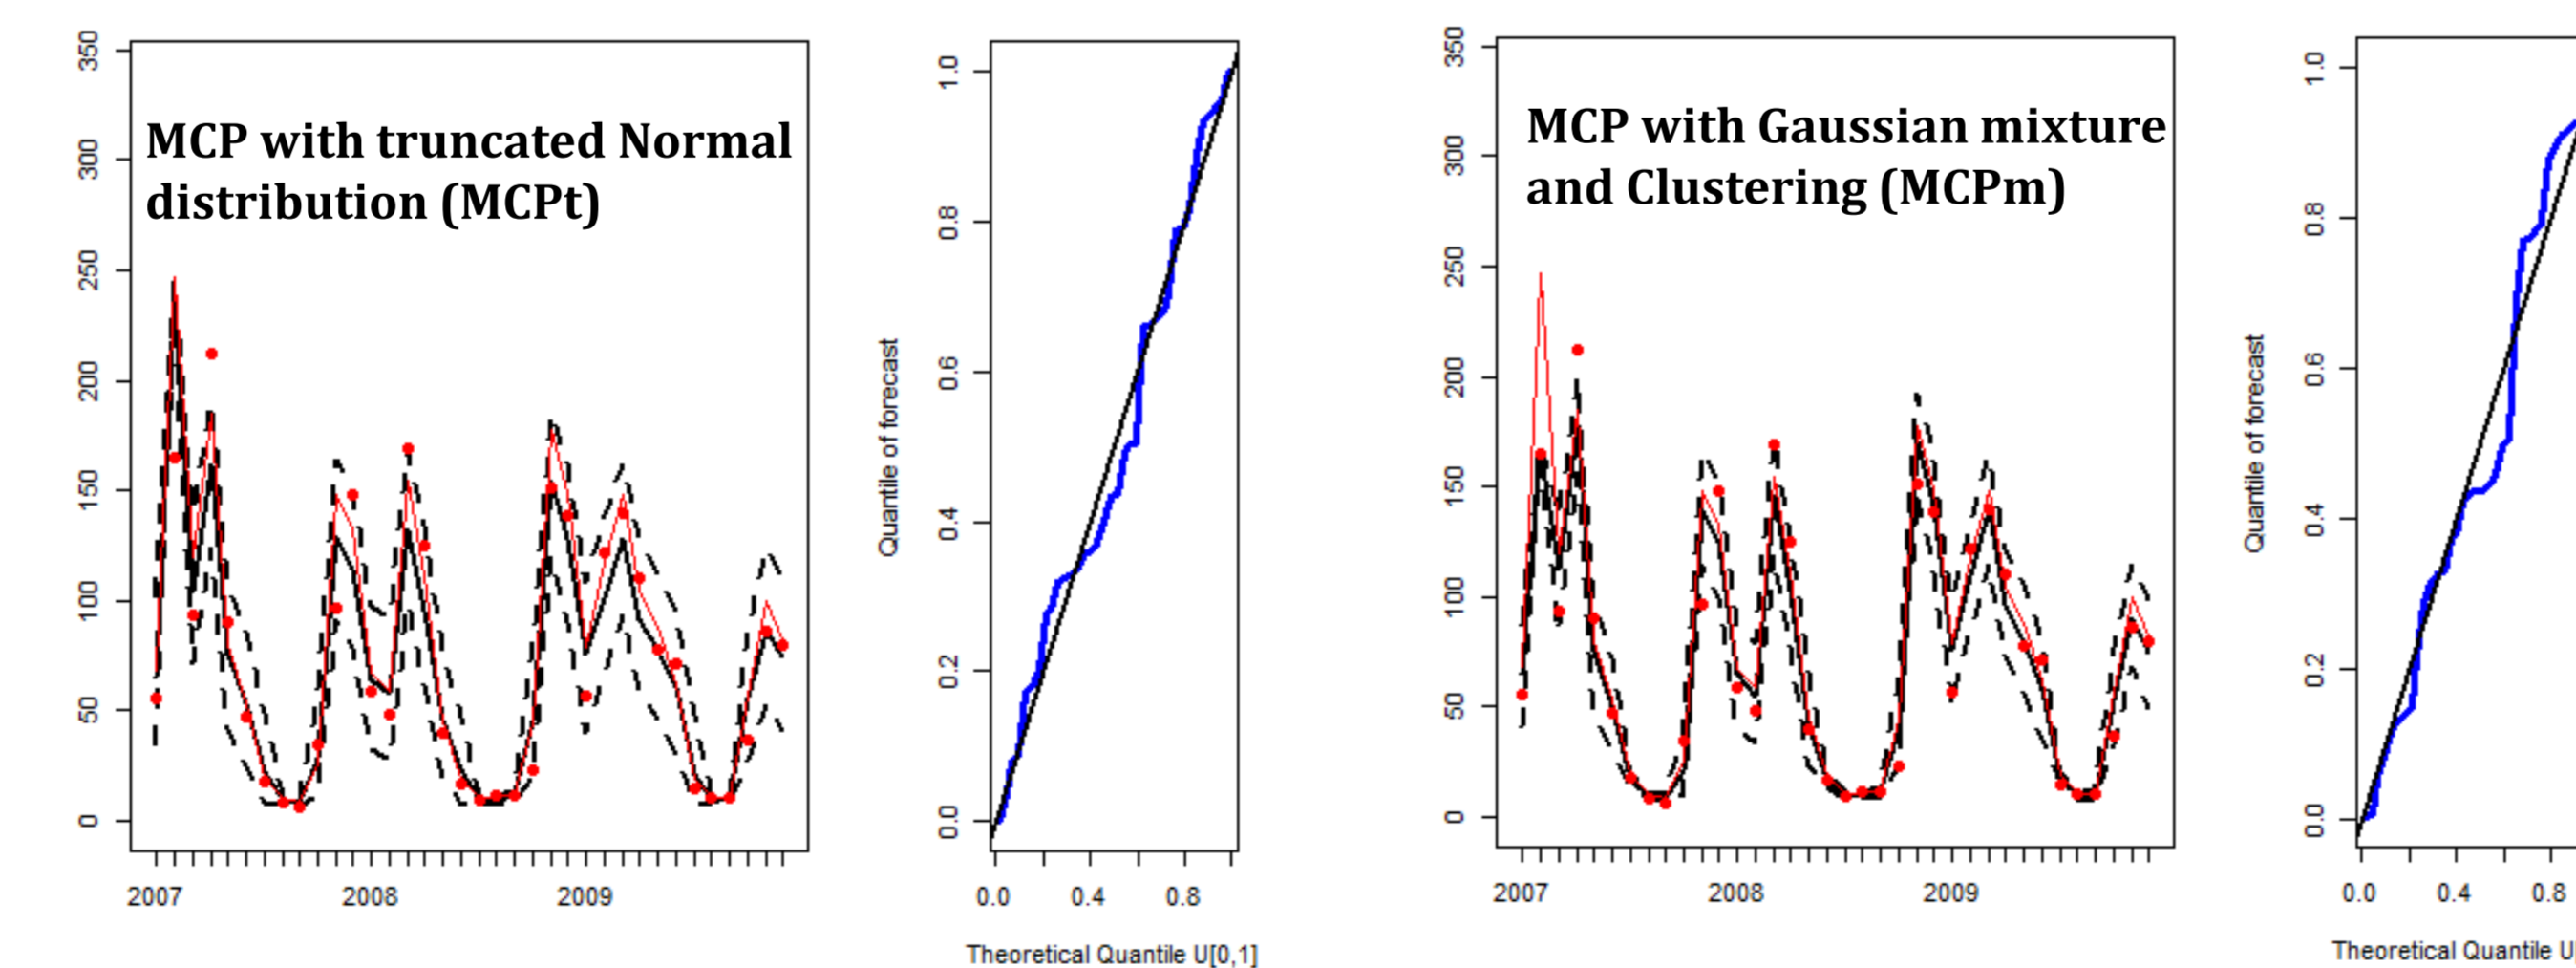 MCP with truncated Normal
distribution (MCPt)
350
300
250
200
150
100
50
0
2007 2008 2009
Quantile of forecast
1.0
0.8
0.6
0.4
0.2
0.0
0.0 0.4 0.8
Theoretical Quantile U[0,1]
MCP with Gaussian mixture
and Clustering (MCPm)
350
300
250
200
150
100
50
0
2007 2008 2009
Quantile of forecast
1.0
0.8
0.6
0.4
0.2
0.0
0.0 0.4 0.8
Theoretical Quantile U